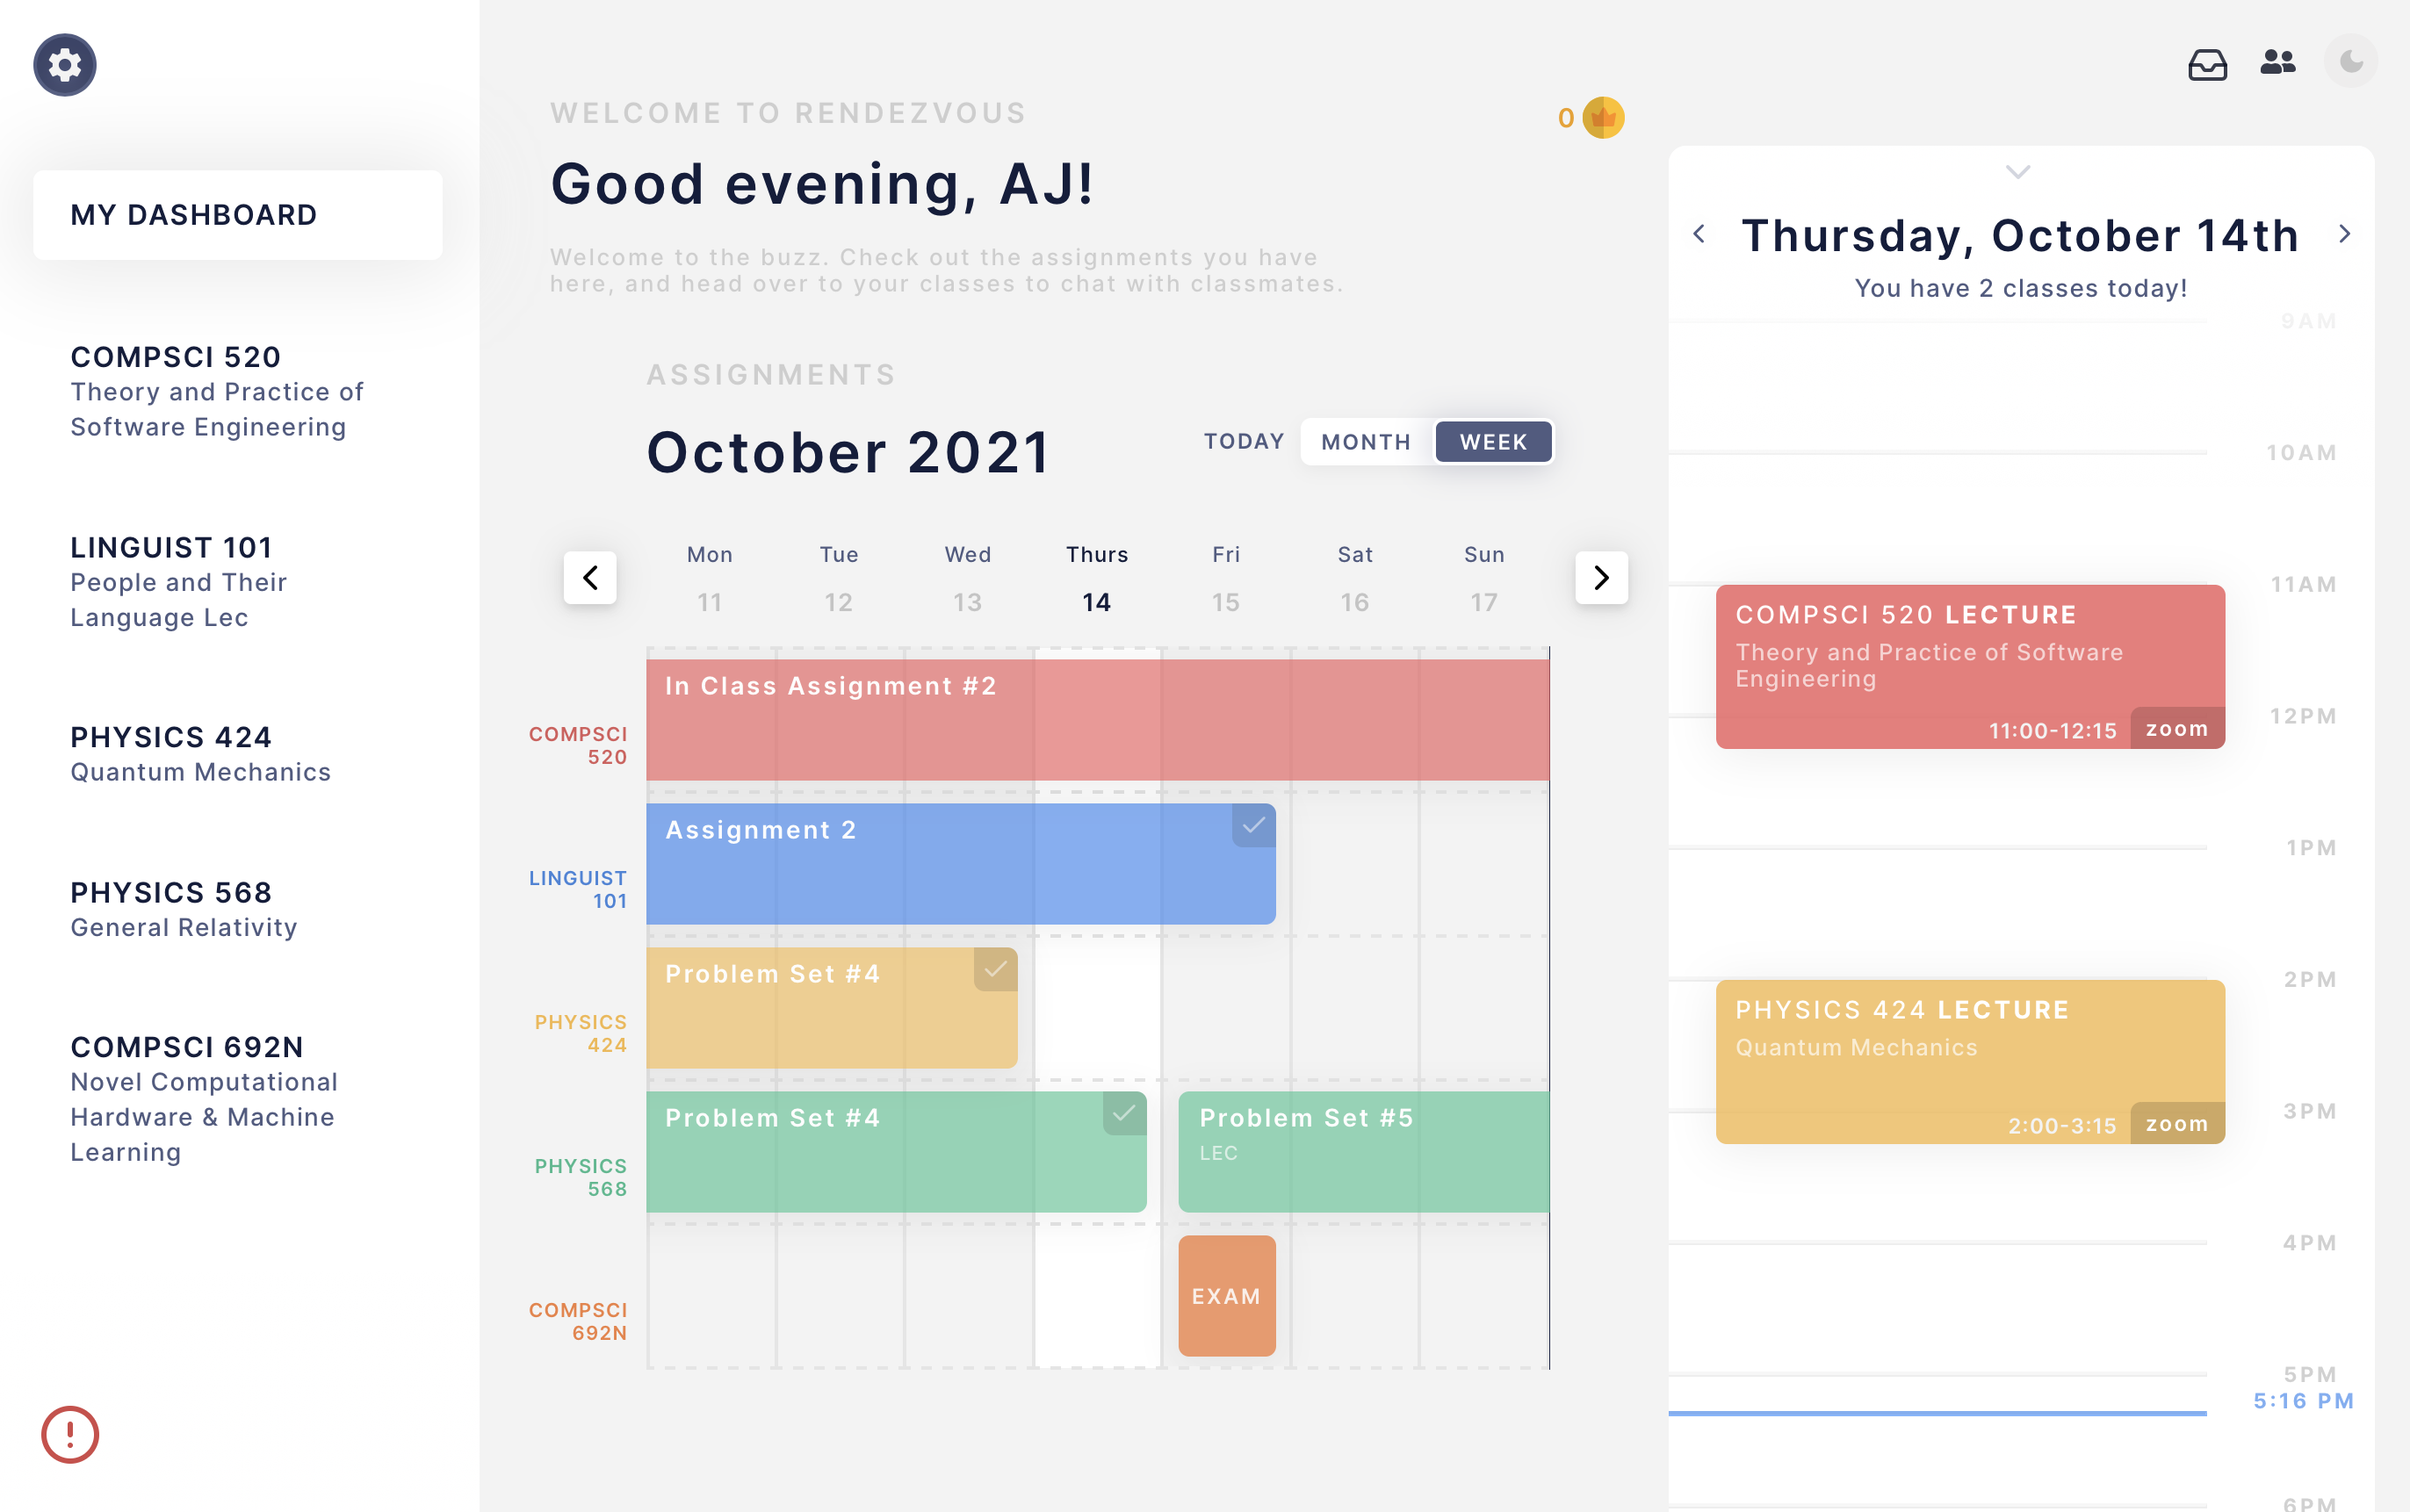 MY DASHBOARD
COMPSCI 520
Theory and Practice of
Software Engineering
LINGUIST 101
People and Their
Language Lec
PHYSICS 424
Quantum Mechanics
PHYSICS 568
General Relativity
COMPSCI 692N
Novel Computational
Hardware & Machine
Learning
WELCOME TO RENDEZVOUS
0
Good evening, AJ!
Welcome to the buzz. Check out the assignments you have
here, and head over to your classes to chat with classmates.
ASSIGNMENTS
October 2021
TODAY MONTH WEEK
Mon Tue Wed Thurs Fri Sat Sun
11 12 13 14 15 16 17
COMPSCI
520
In Class Assignment #2
LINGUIST
101
Assignment 2
PHYSICS
424
Problem Set #4
PHYSICS
568
Problem Set #4
Problem Set #5
LEC
COMPSCI
692N
EXAM
Thursday, October 14th
You have 2 classes today!
9AM
10AM
11AM
COMPSCI 520 LECTURE
Theory and Practice of Software
Engineering
11:00-12:15 zoom
12PM
1PM
2PM
PHYSICS 424 LECTURE
Quantum Mechanics
2:00-3:15 zoom
3PM
4PM
5PM
5:16 PM
6PM